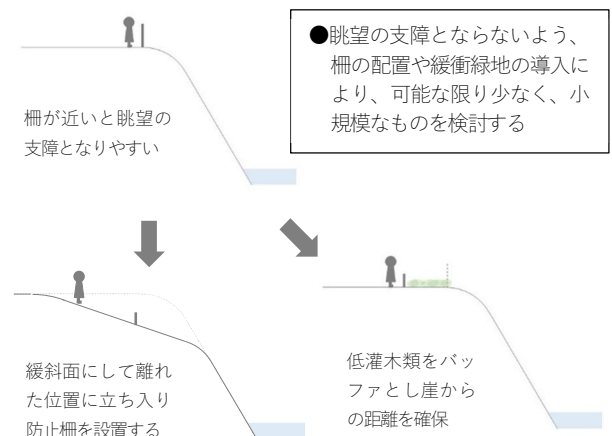 ●眺望の支障とならないよう、
柵の配置や緩衝緑地の導入に
より、可能な限り少なく、小
規模なものを検討する
柵が近いと眺望の
支障となりやすい
緩斜面にして離れ
た位置に立ち入り
防止柵を設置する
低灌木類をバッ
ファとし崖から
の距離を確保